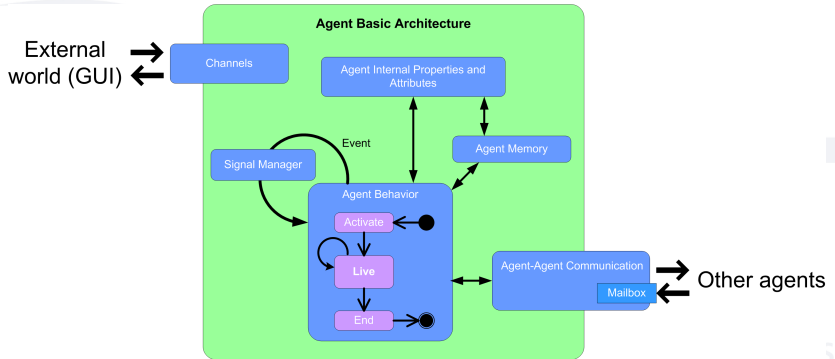 Agent Basic Architecture
External
world (GUI)
Channels
Agent Internal Properties and
Attributes
Event
Signal Manager
Agent Memory
Agent Behavior
Activate
Live
End
Agent-Agent Communication
Mailbox
Other agents